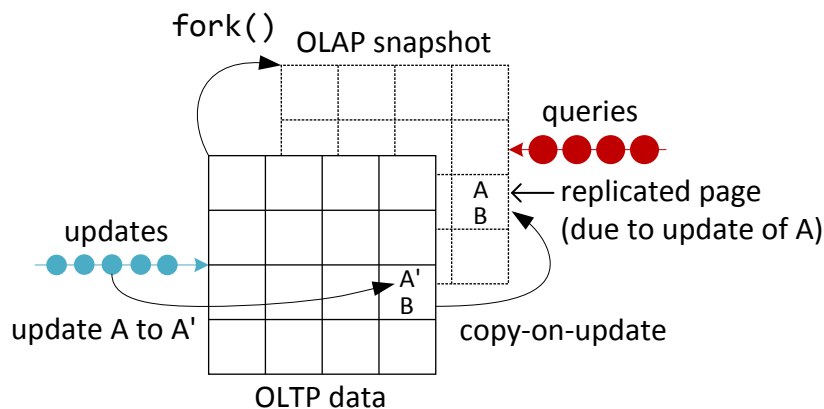 fork()
OLAP snapshot
queries
A
B
replicated page
(due to update of A)
updates
A'
B
update A to A'
copy-on-update
OLTP data